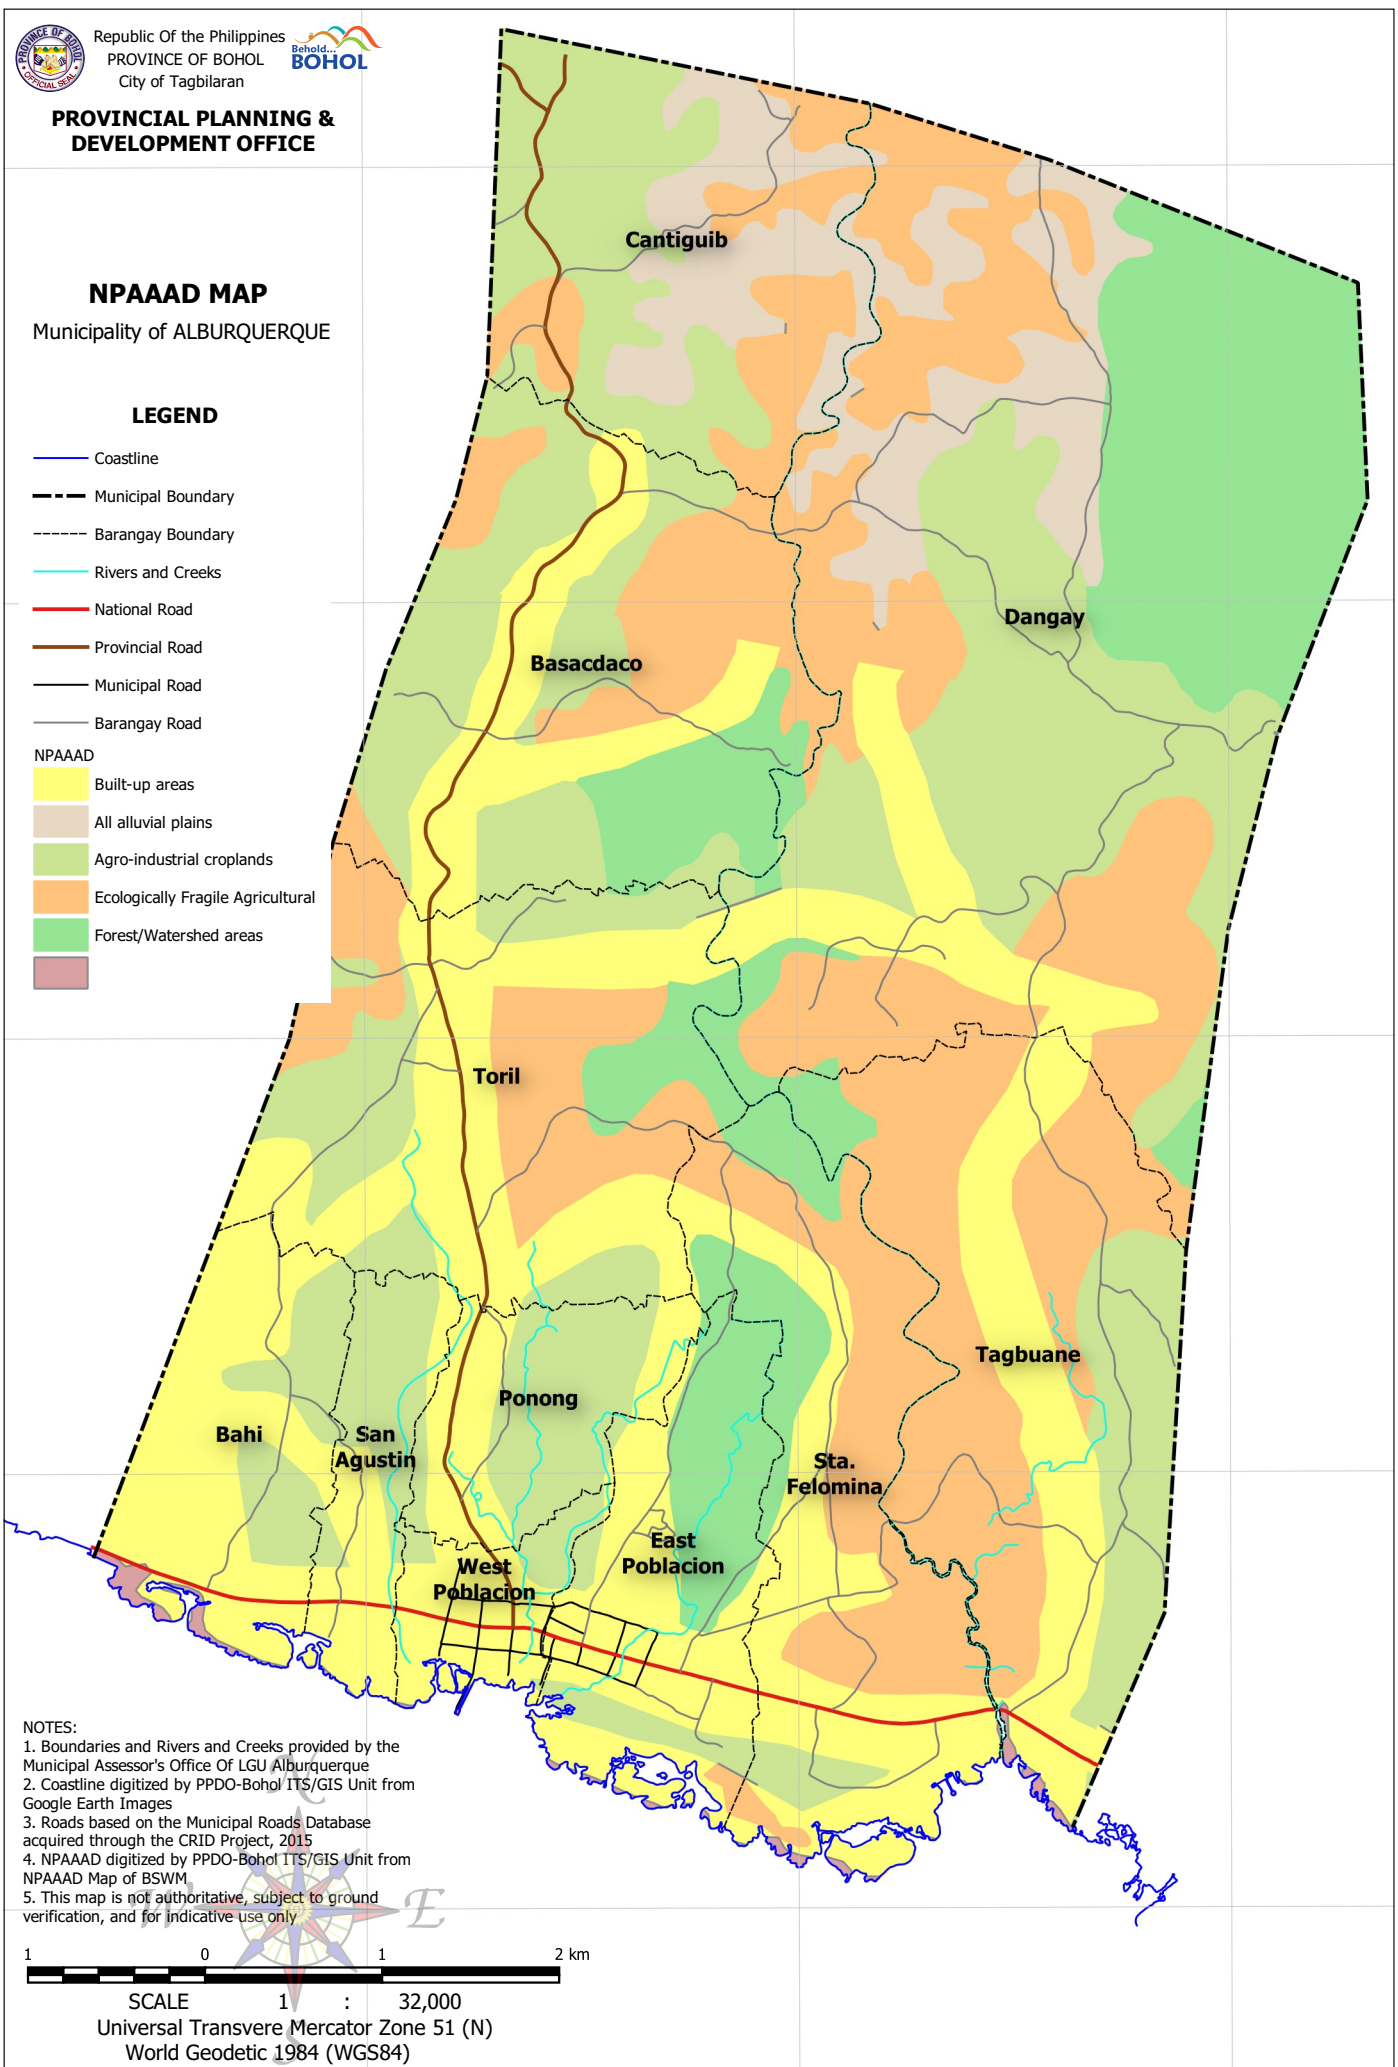 Republic Of the Philippines
PROVINCE OF BOHOL
City of Tagbilaran
PROVINCE OF BOHOL
OFFICIAL SEAL
Behold...
BOHOL
PROVINCIAL PLANNING &
DEVELOPMENT OFFICE
NPAAAD MAP
Municipality of ALBURQUERQUE
LEGEND
Coastline
Municipal Boundary
Barangay Boundary
Rivers and Creeks
National Road
Provincial Road
Municipal Road
Barangay Road
NPAAAD
Built-up areas
All alluvial plains
Agro-industrial croplands
Ecologically Fragile Agricultural
Forest/Watershed areas
Cantiguib
Dangay
Basacdaco
Toril
Tagbuane
Ponong
Bahi
San
Agustin
Sta.
Felomina
East
Poblacion
West
Poblacion
NOTES:
1. Boundaries and Rivers and Creeks provided by the
Municipal Assessor's Office Of LGU Alburquerque
2. Coastline digitized by PPDO-Bohol ITS/GIS Unit from
Google Earth Images
3. Roads based on the Municipal Roads Database
acquired through the CRID Project, 2015
4. NPAAAD digitized by PPDO-Bohol ITS/GIS Unit from
NPAAAD Map of BSWM
5. This map is not authoritative, subject to ground
verification, and for indicative use only
N
W
E
S
1 0 1 2 km
SCALE 1 : 32,000
Universal Transvere Mercator Zone 51 (N)
World Geodetic 1984 (WGS84)